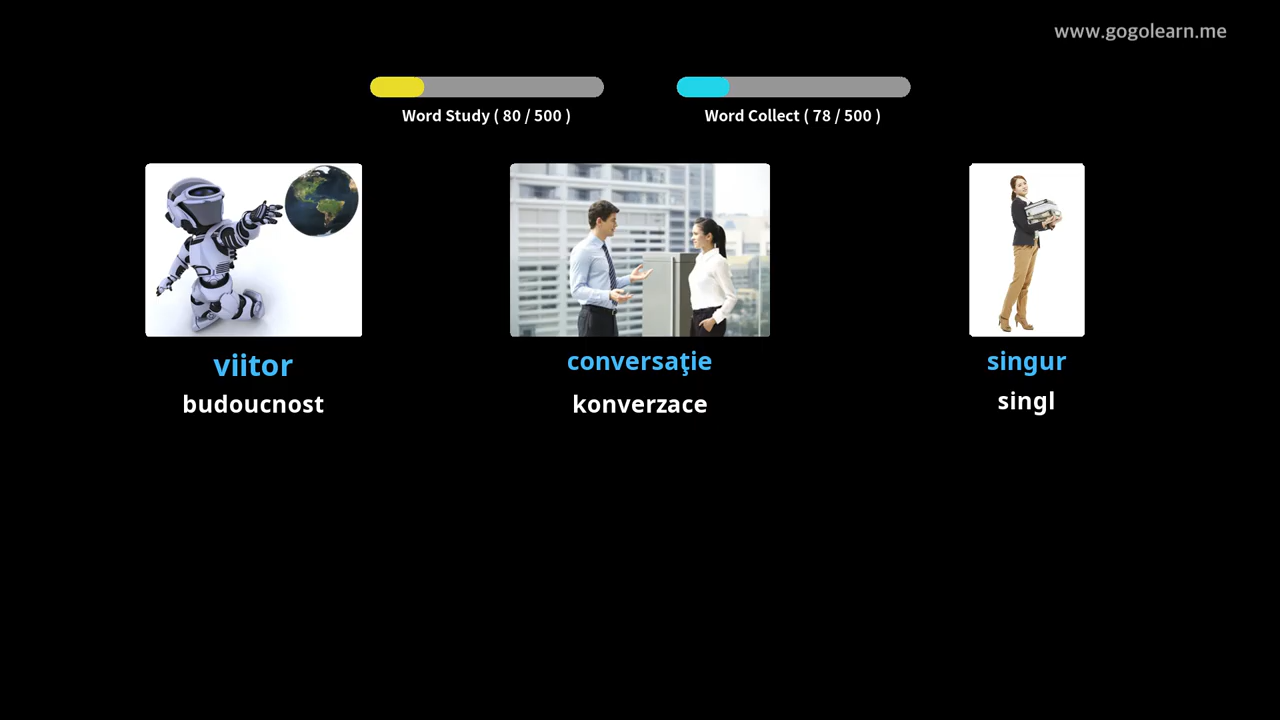 www.gogolearn.me
Word Study ( 80 / 500 )
Word Collect ( 78 / 500 )
viitor
budoucnost
conversaţie
konverzace
singur
singl